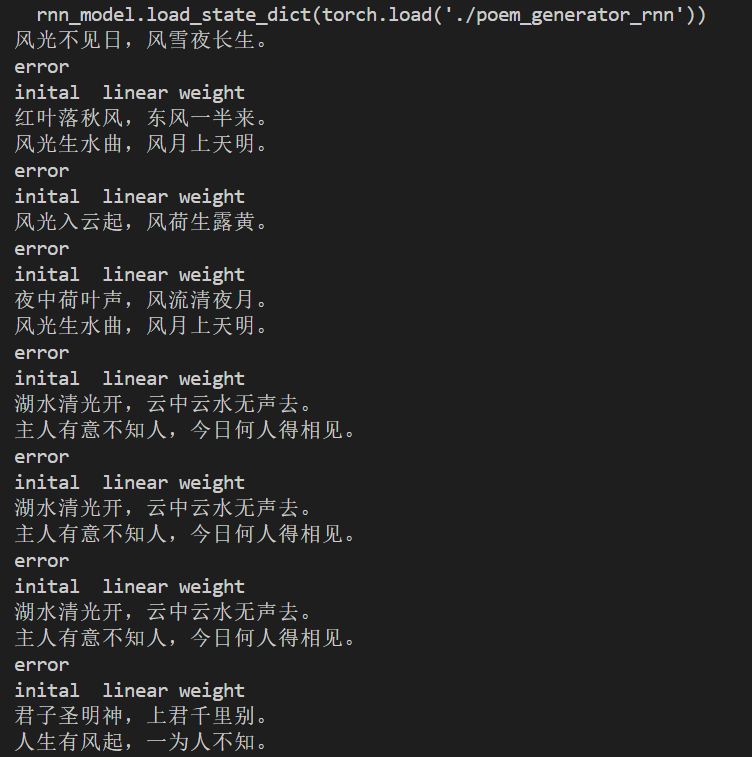 rnn_model.load_state_dict(torch.load('./poem_generator_rnn'))
风光不见日，风雪夜长生。
error
inital  linear weight
红叶落秋风，东风一半来。
风光生水曲，风月上天明。
error
inital  linear weight
风光入云起，风荷生露黄。
error
inital  linear weight
夜中荷叶声，风流清夜月。
风光生水曲，风月上天明。
error
inital  linear weight
湖水清光开，云中云水无声去。
主人有意不知人，今日何人得相见。
error
inital  linear weight
湖水清光开，云中云水无声去。
主人有意不知人，今日何人得相见。
error
inital  linear weight
湖水清光开，云中云水无声去。
主人有意不知人，今日何人得相见。
error
inital  linear weight
君子圣明神，上君千里别。
人生有风起，一为人不知。